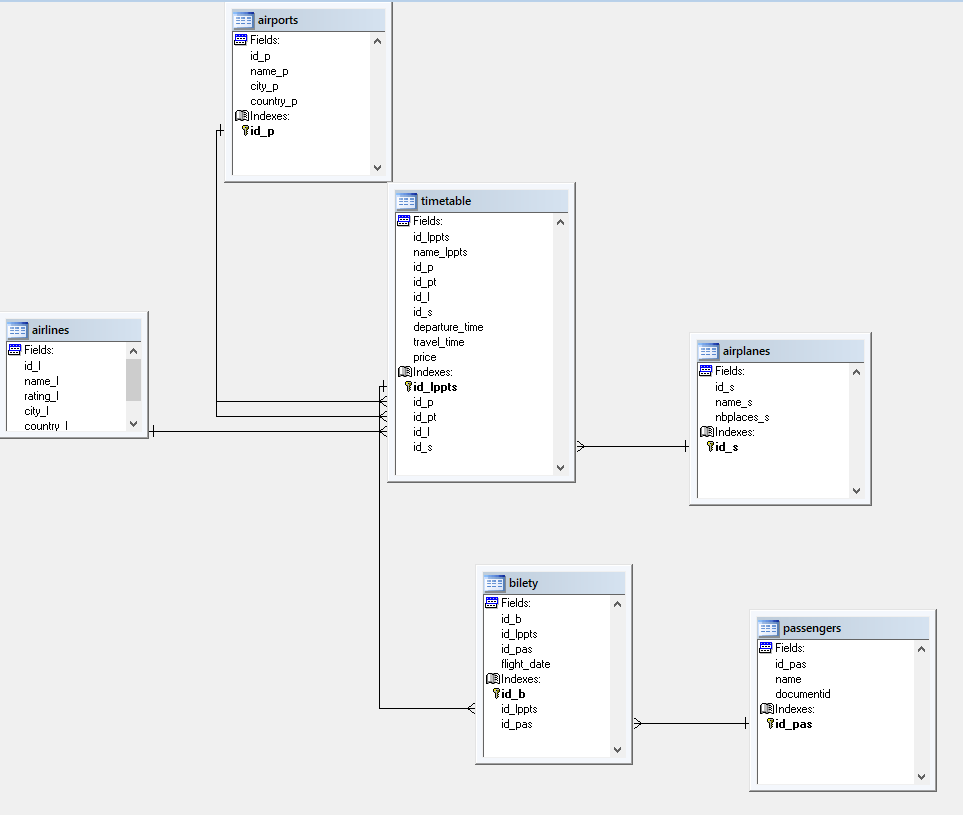 airports
Fields:
id_p
name_p
city_p
country_p
Indexes:
id_p
timetable
Fields:
id_lppts
name_lppts
id_p
id_pt
id_l
id_s
departure_time
travel_time
price
Indexes:
id_lppts
id_p
id_pt
id_l
id_s
airlines
Fields:
id_l
name_l
rating_l
city_l
country_l
airplanes
Fields:
id_s
name_s
nbplaces_s
Indexes:
id_s
bilety
Fields:
id_b
id_lppts
id_pas
flight_date
Indexes:
id_b
id_lppts
id_pas
passengers
Fields:
id_pas
name
documentid
Indexes:
id_pas